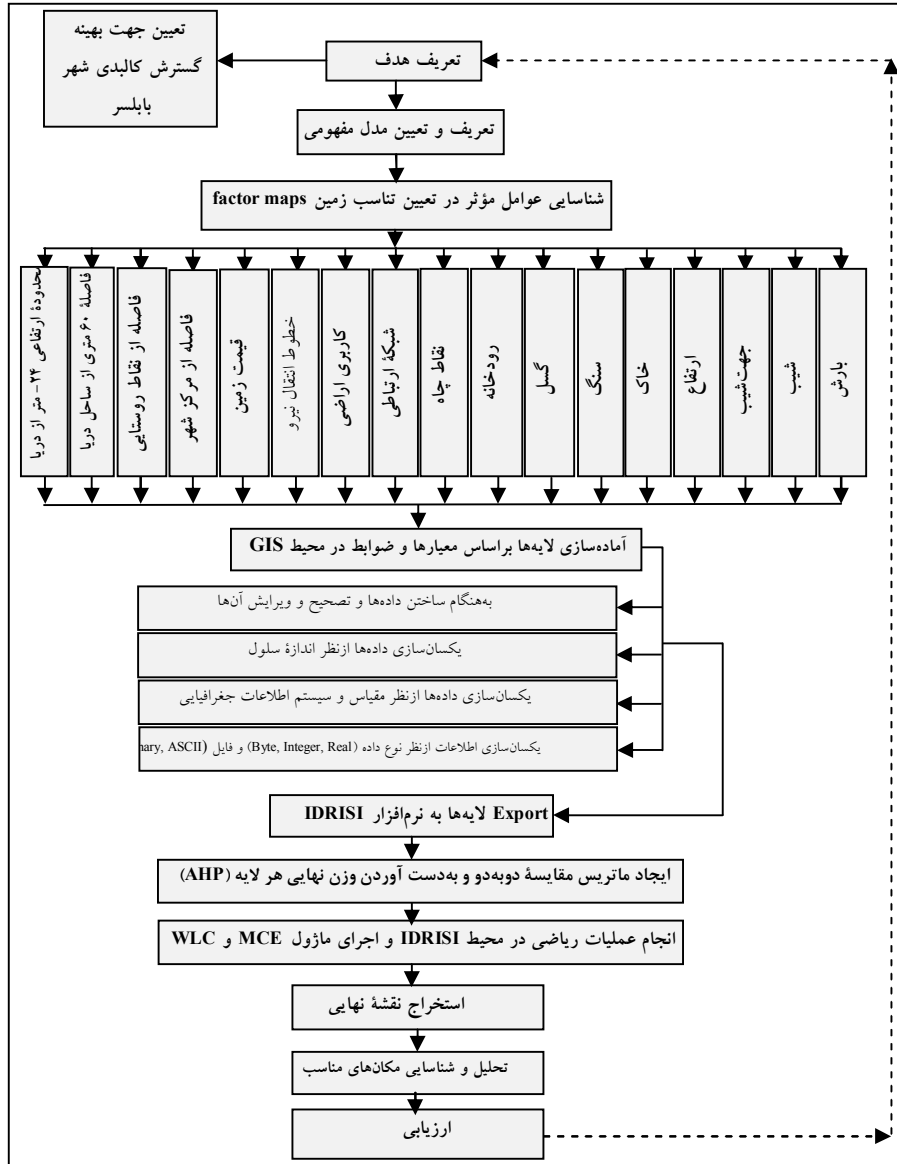 تعیین جهت بهینه
گسترش کالبدی شهر
بابلسر
تعریف هدف
تعریف و تعیین مدل مفهومی
شناسایی عوامل مؤثر در تعیین تناسب زمین factor maps
بارش
شیب
جهت‌شیب
ارتفاع
خاک
سنگ
گسل
رودخانه
نقاط چاه
شبکهٔ ارتباطی
کاربری اراضی
خطوط انتقال نیرو
قیمت زمین
فاصله از مرکز شهر
فاصله از نقاط روستایی
فاصلهٔ ۶۰ متری از ساحل دریا
محدودهٔ ارتفاعی ۲۴- متر از دریا
آماده‌سازی لایه‌ها براساس معیارها و ضوابط در محیط GIS
به‌هنگام ساختن داده‌ها و تصحیح و ویرایش آن‌ها
یکسان‌سازی داده‌ها ازنظر اندازهٔ سلول
یکسان‌سازی داده‌ها ازنظر مقیاس و سیستم اطلاعات جغرافیایی
یکسان‌سازی اطلاعات ازنظر نوع داده (Byte, Integer, Real) و فایل (nary, ASCII
Export لایه‌ها به نرم‌افزار IDRISI
ایجاد ماتریس مقایسهٔ دوبه‌دو و به‌دست آوردن وزن نهایی هر لایه (AHP)
انجام عملیات ریاضی در محیط IDRISI و اجرای ماژول MCE و WLC
استخراج نقشهٔ نهایی
تحلیل و شناسایی مکان‌های مناسب
ارزیابی